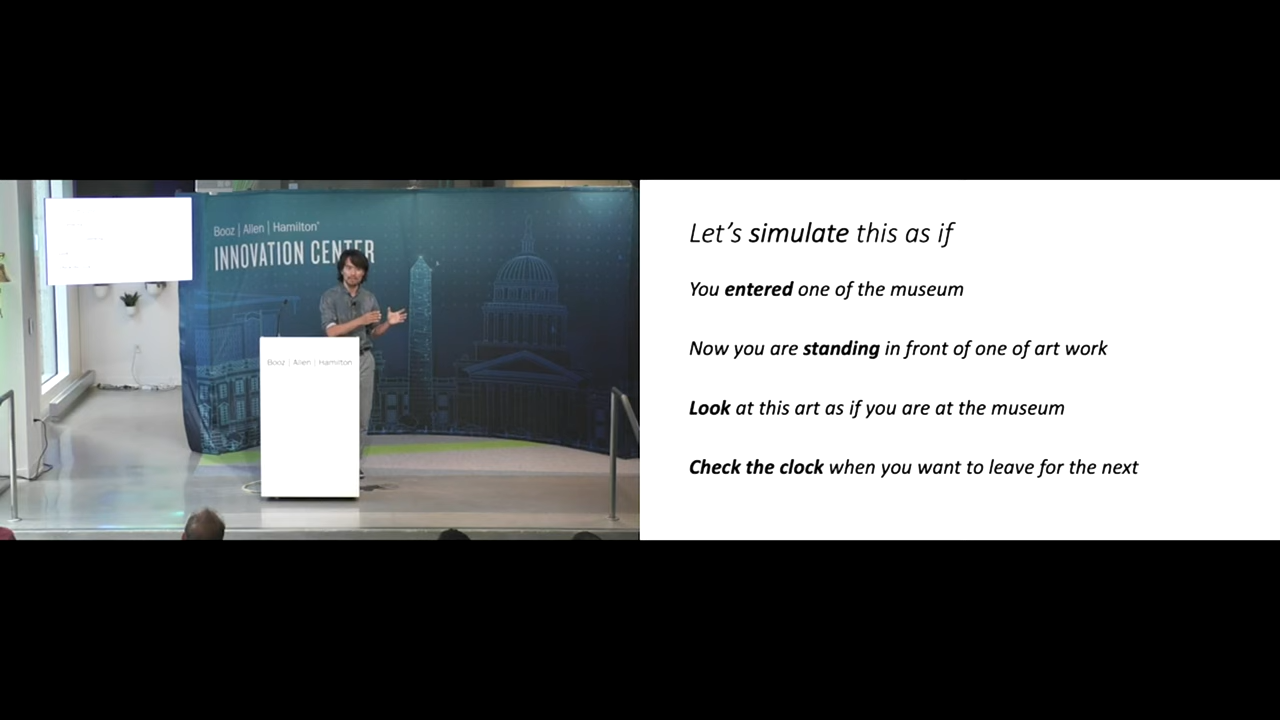 Booz | Allen | Hamilton®
INNOVATION CENTER
Booz | Allen | Hamilton
Let's simulate this as if
You entered one of the museum
Now you are standing in front of one of art work
Look at this art as if you are at the museum
Check the clock when you want to leave for the next